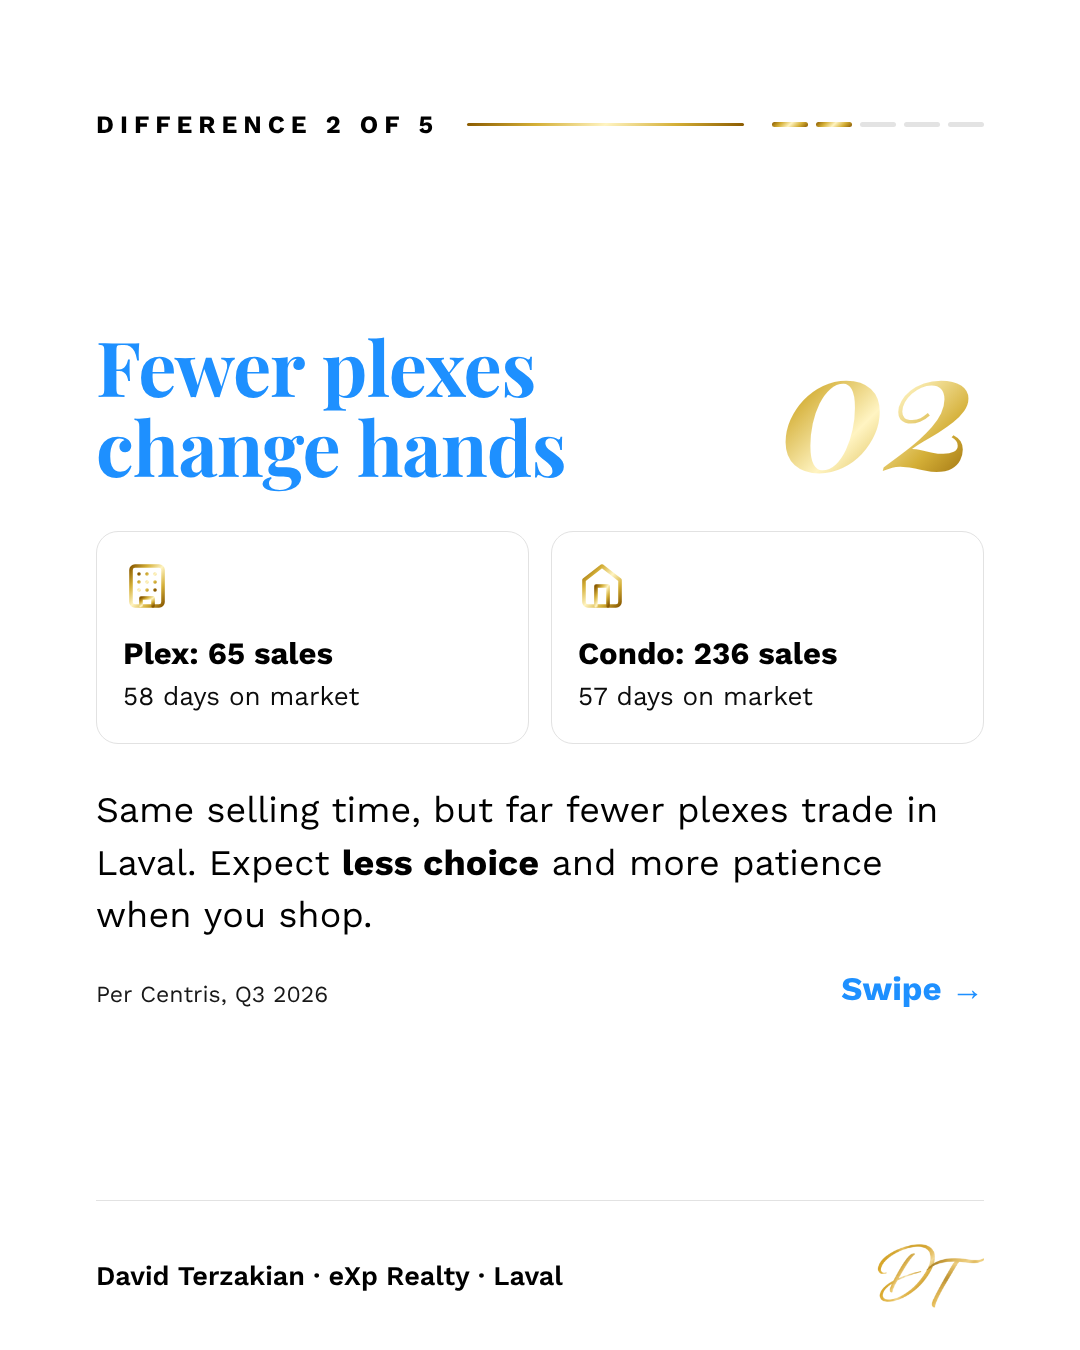 DIFFERENCE 2 OF 5
Fewer plexes
change hands
02
Plex: 65 sales
58 days on market
Condo: 236 sales
57 days on market
Same selling time, but far fewer plexes trade in
Laval. Expect less choice and more patience
when you shop.
Per Centris, Q3 2026
Swipe →
David Terzakian · eXp Realty · Laval
DT